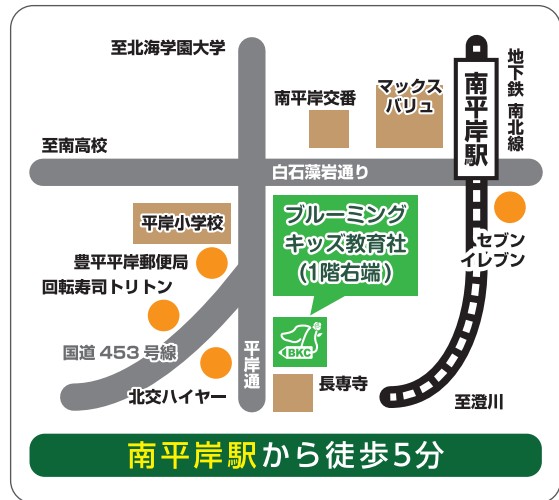 至北海学園大学
地下鉄 南北線
南平岸駅
マックス
バリュ
南平岸交番
至南高校
白石藻岩通り
平岸小学校
ブルーミング
キッズ教育社
(1階右端)
セブン
イレブン
豊平平岸郵便局
回転寿司トリトン
国道 453 号線
平岸通
BKC
北交ハイヤー
長専寺
至澄川
南平岸駅から徒歩5分